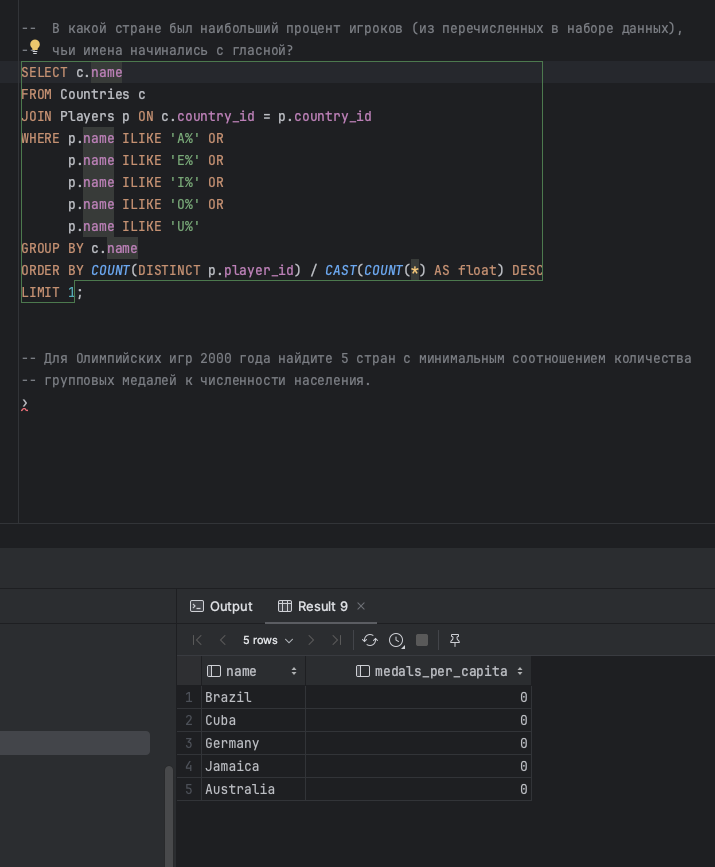 --  В какой стране был наибольший процент игроков (из перечисленных в наборе данных),
--  чьи имена начинались с гласной?
SELECT c.name
FROM Countries c
JOIN Players p ON c.country_id = p.country_id
WHERE p.name ILIKE 'A%' OR
      p.name ILIKE 'E%' OR
      p.name ILIKE 'I%' OR
      p.name ILIKE 'O%' OR
      p.name ILIKE 'U%'
GROUP BY c.name
ORDER BY COUNT(DISTINCT p.player_id) / CAST(COUNT(*) AS float) DESC
LIMIT 1;
-- Для Олимпийских игр 2000 года найдите 5 стран с минимальным соотношением количества
-- групповых медалей к численности населения.
Output Result 9
5 rows
name medals_per_capita
1 Brazil 0
2 Cuba 0
3 Germany 0
4 Jamaica 0
5 Australia 0